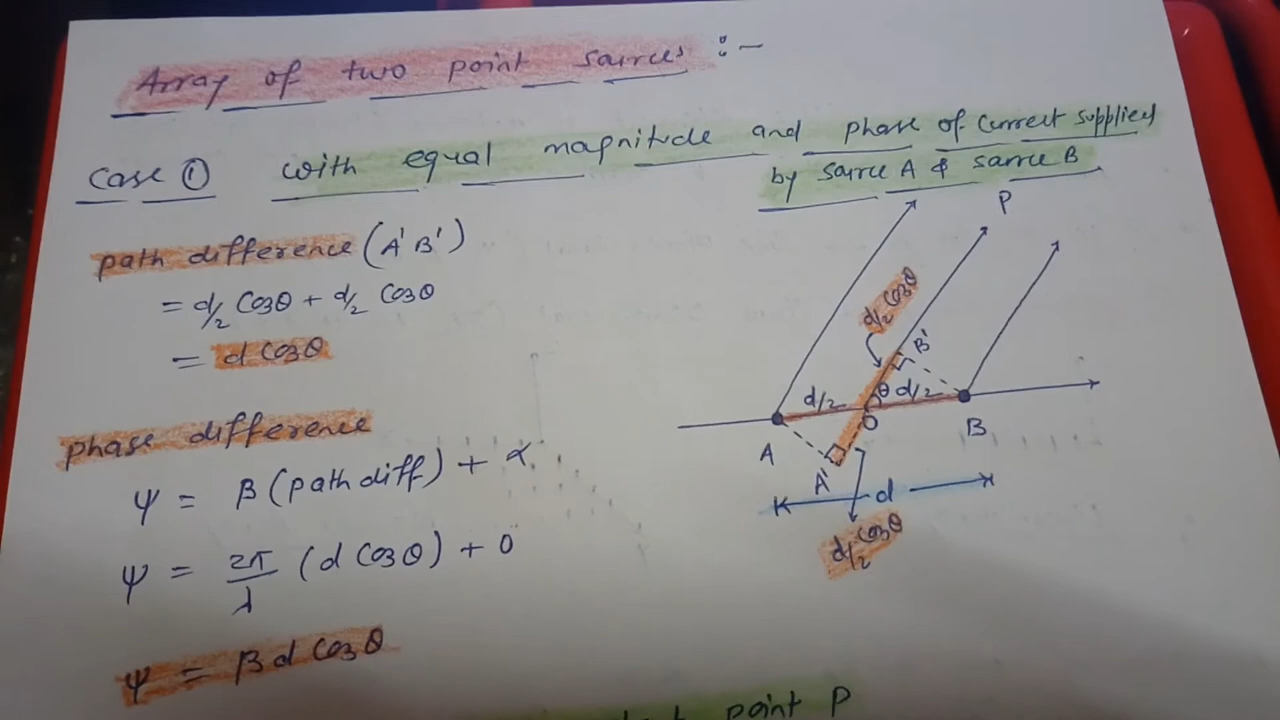 Array of two point sources :-
Case ① with equal magnitude and phase of current supplied
by source A & source B
path difference (A'B')
= d/2 Cosθ + d/2 Cosθ
= d Cosθ
phase difference
ψ = β (path diff) + α
ψ = 2π/λ (d Cosθ) + 0
ψ = βd Cosθ
P
d/2 Cosθ
B'
d/2
θ
d/2
O
A
B
A'
d
d/2 Cosθ
point P